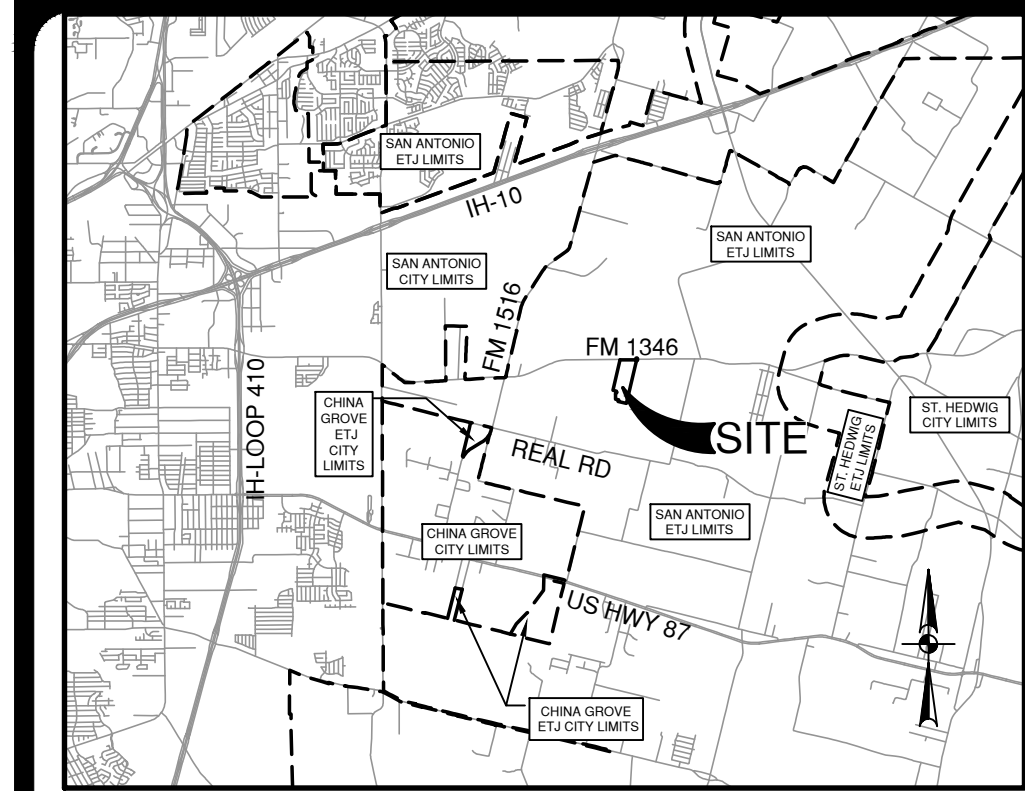 SAN ANTONIO
ETJ LIMITS
IH-10
SAN ANTONIO
ETJ LIMITS
SAN ANTONIO
CITY LIMITS
FM 1516
FM 1346
IH-LOOP 410
CHINA
GROVE
ETJ
CITY
LIMITS
SITE
ST. HEDWIG
CITY LIMITS
ST. HEDWIG
ETJ LIMITS
REAL RD
SAN ANTONIO
ETJ LIMITS
CHINA GROVE
CITY LIMITS
US HWY 87
CHINA GROVE
ETJ CITY LIMITS